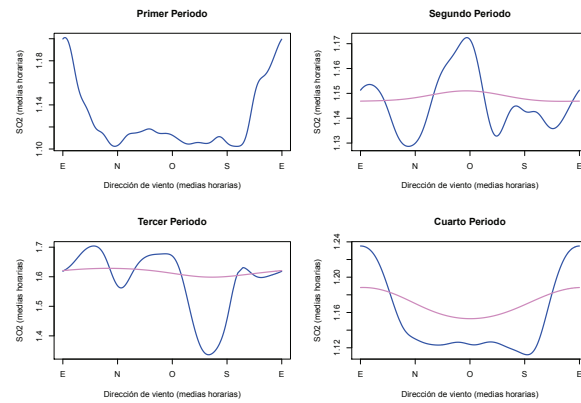 Primer Periodo
SO2 (medias horarias)
1.10 1.14 1.18
E N O S E
Dirección de viento (medias horarias)
Segundo Periodo
SO2 (medias horarias)
1.13 1.14 1.15 1.16 1.17
E N O S E
Dirección de viento (medias horarias)
Tercer Periodo
SO2 (medias horarias)
1.4 1.5 1.6 1.7
E N O S E
Dirección de viento (medias horarias)
Cuarto Periodo
SO2 (medias horarias)
1.12 1.16 1.20 1.24
E N O S E
Dirección de viento (medias horarias)